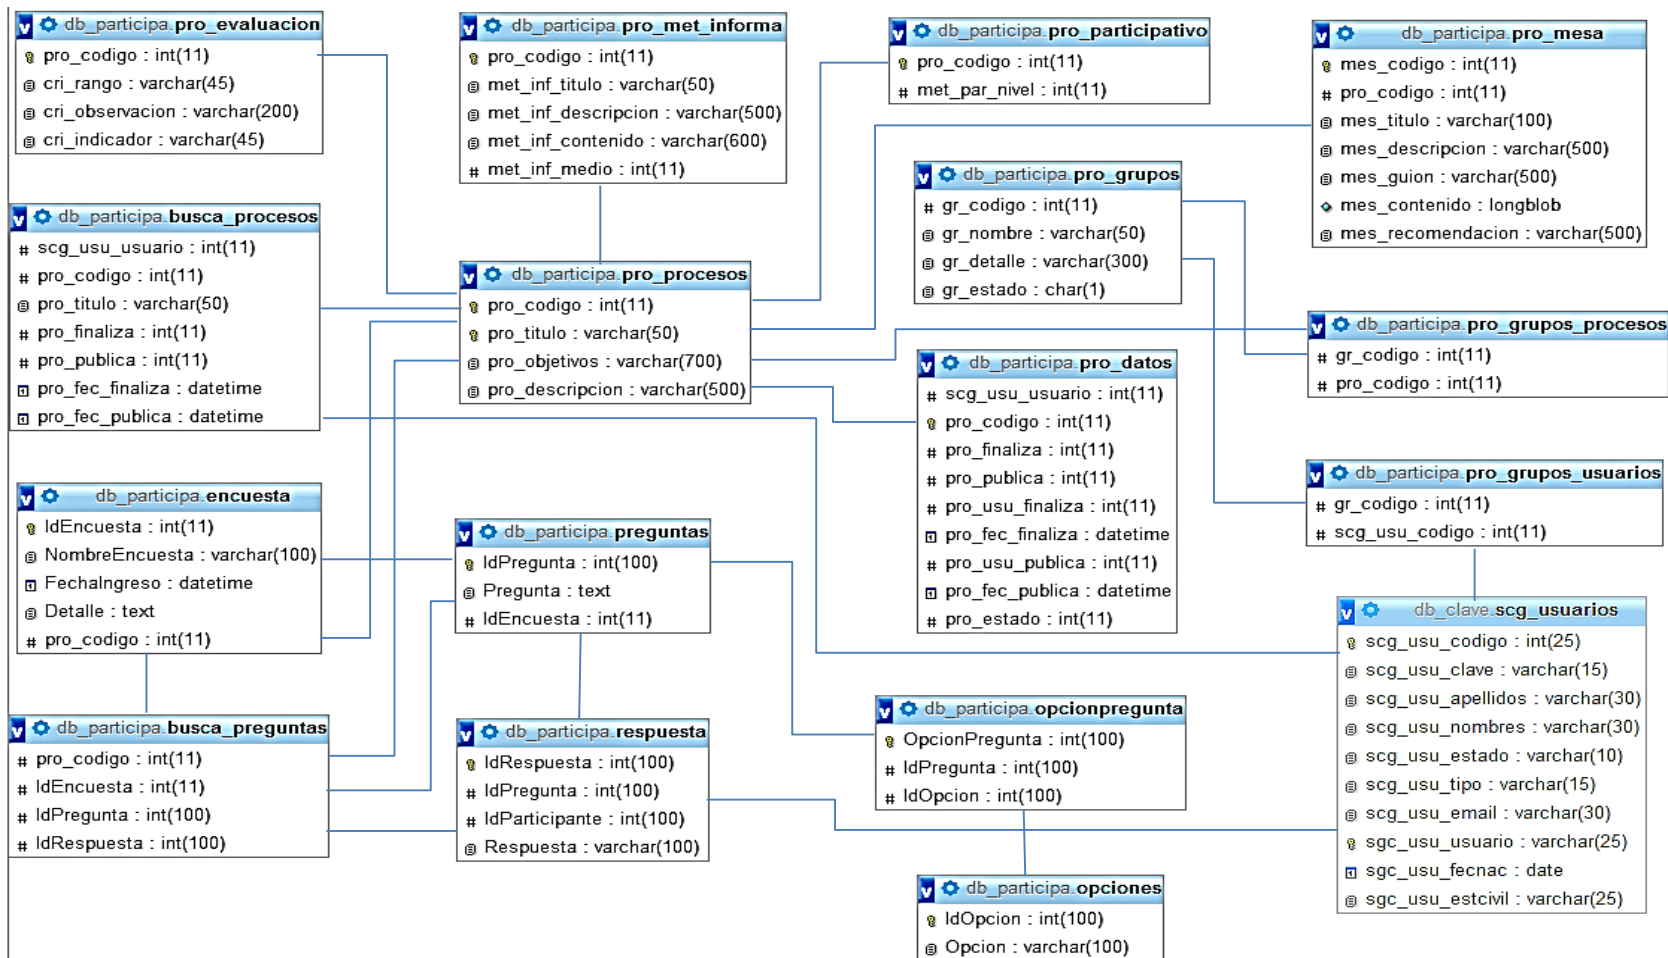 db_participa.pro_evaluacion
pro_codigo : int(11)
cri_rango : varchar(45)
cri_observacion : varchar(200)
cri_indicador : varchar(45)
db_participa.pro_met_informa
pro_codigo : int(11)
met_inf_titulo : varchar(50)
met_inf_descripcion : varchar(500)
met_inf_contenido : varchar(600)
met_inf_medio : int(11)
db_participa.pro_participativo
pro_codigo : int(11)
met_par_nivel : int(11)
db_participa.pro_mesa
mes_codigo : int(11)
pro_codigo : int(11)
mes_titulo : varchar(100)
mes_descripcion : varchar(500)
mes_guion : varchar(500)
mes_contenido : longblob
mes_recomendacion : varchar(500)
db_participa.pro_grupos
gr_codigo : int(11)
gr_nombre : varchar(50)
gr_detalle : varchar(300)
gr_estado : char(1)
db_participa.busca_procesos
scg_usu_usuario : int(11)
pro_codigo : int(11)
pro_titulo : varchar(50)
pro_finaliza : int(11)
pro_publica : int(11)
pro_fec_finaliza : datetime
pro_fec_publica : datetime
db_participa.pro_procesos
pro_codigo : int(11)
pro_titulo : varchar(50)
pro_objetivos : varchar(700)
pro_descripcion : varchar(500)
db_participa.pro_grupos_procesos
gr_codigo : int(11)
pro_codigo : int(11)
db_participa.pro_datos
scg_usu_usuario : int(11)
pro_codigo : int(11)
pro_finaliza : int(11)
pro_publica : int(11)
pro_usu_finaliza : int(11)
pro_fec_finaliza : datetime
pro_usu_publica : int(11)
pro_fec_publica : datetime
pro_estado : int(11)
db_participa.pro_grupos_usuarios
gr_codigo : int(11)
scg_usu_codigo : int(11)
db_participa.encuesta
IdEncuesta : int(11)
NombreEncuesta : varchar(100)
FechaIngreso : datetime
Detalle : text
pro_codigo : int(11)
db_participa.preguntas
IdPregunta : int(100)
Pregunta : text
IdEncuesta : int(11)
db_clave.scg_usuarios
scg_usu_codigo : int(25)
scg_usu_clave : varchar(15)
scg_usu_apellidos : varchar(30)
scg_usu_nombres : varchar(30)
scg_usu_estado : varchar(10)
scg_usu_tipo : varchar(15)
scg_usu_email : varchar(30)
sgc_usu_usuario : varchar(25)
sgc_usu_fecnac : date
sgc_usu_estcivil : varchar(25)
db_participa.busca_preguntas
pro_codigo : int(11)
IdEncuesta : int(11)
IdPregunta : int(100)
IdRespuesta : int(100)
db_participa.respuesta
IdRespuesta : int(100)
IdPregunta : int(100)
IdParticipante : int(100)
Respuesta : varchar(100)
db_participa.opcionpregunta
OpcionPregunta : int(100)
IdPregunta : int(100)
IdOpcion : int(100)
db_participa.opciones
IdOpcion : int(100)
Opcion : varchar(100)